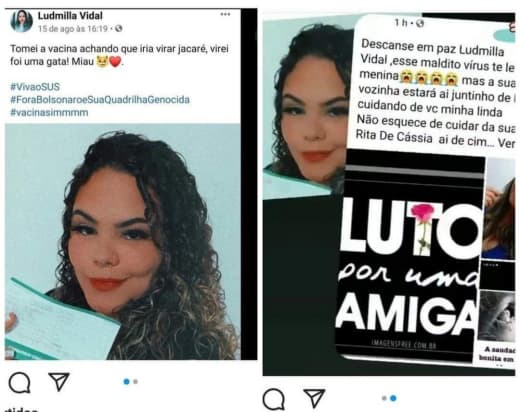 Ludmilla Vidal
15 de ago às 16:19 ·
Tomei a vacina achando que iria virar jacaré, virei
foi uma gata! Miau 😼❤️.
#VivaoSUS
#ForaBolsonaroeSuaQuadrilhaGenocida
#vacinasimmmm
1 h ·
Descanse em paz Ludmilla
Vidal ,esse maldito vírus te le
menina😭😭😭😭 mas a sua
vozinha estará ai juntinho de
cuidando de vc minha linda
Não esquece de cuidar da sua
Rita De Cássia ai de cim... Ver
LUTO
por uma
AMIGA
IMAGENSFREE.COM.BR
A saudad
bonita em